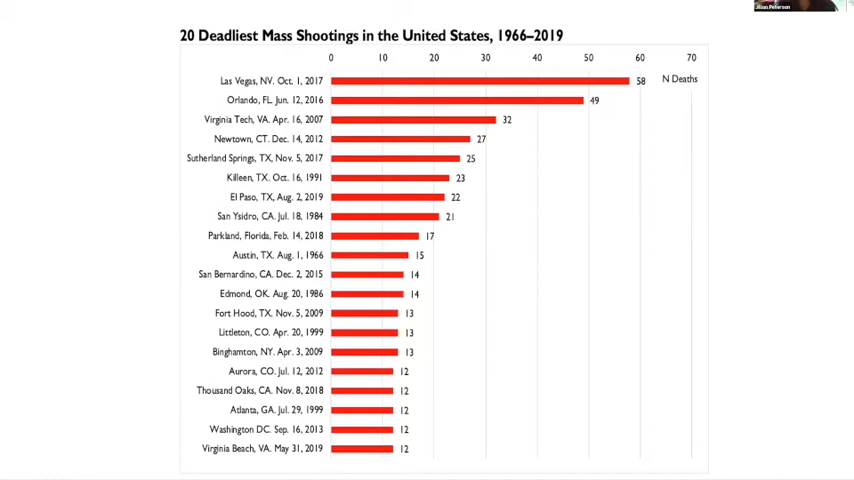 Jillian Peterson
20 Deadliest Mass Shootings in the United States, 1966–2019
0 10 20 30 40 50 60 70
Las Vegas, NV. Oct. 1, 2017 58 N Deaths
Orlando, FL. Jun. 12, 2016 49
Virginia Tech, VA. Apr. 16, 2007 32
Newtown, CT. Dec. 14, 2012 27
Sutherland Springs, TX, Nov. 5, 2017 25
Killeen, TX. Oct. 16, 1991 23
El Paso, TX, Aug. 2, 2019 22
San Ysidro, CA. Jul. 18, 1984 21
Parkland, Florida, Feb. 14, 2018 17
Austin, TX. Aug. 1, 1966 15
San Bernardino, CA. Dec. 2, 2015 14
Edmond, OK. Aug. 20, 1986 14
Fort Hood, TX. Nov. 5, 2009 13
Littleton, CO. Apr. 20, 1999 13
Binghamton, NY. Apr. 3, 2009 13
Aurora, CO. Jul. 12, 2012 12
Thousand Oaks, CA. Nov. 8, 2018 12
Atlanta, GA. Jul. 29, 1999 12
Washington DC. Sep. 16, 2013 12
Virginia Beach, VA. May 31, 2019 12